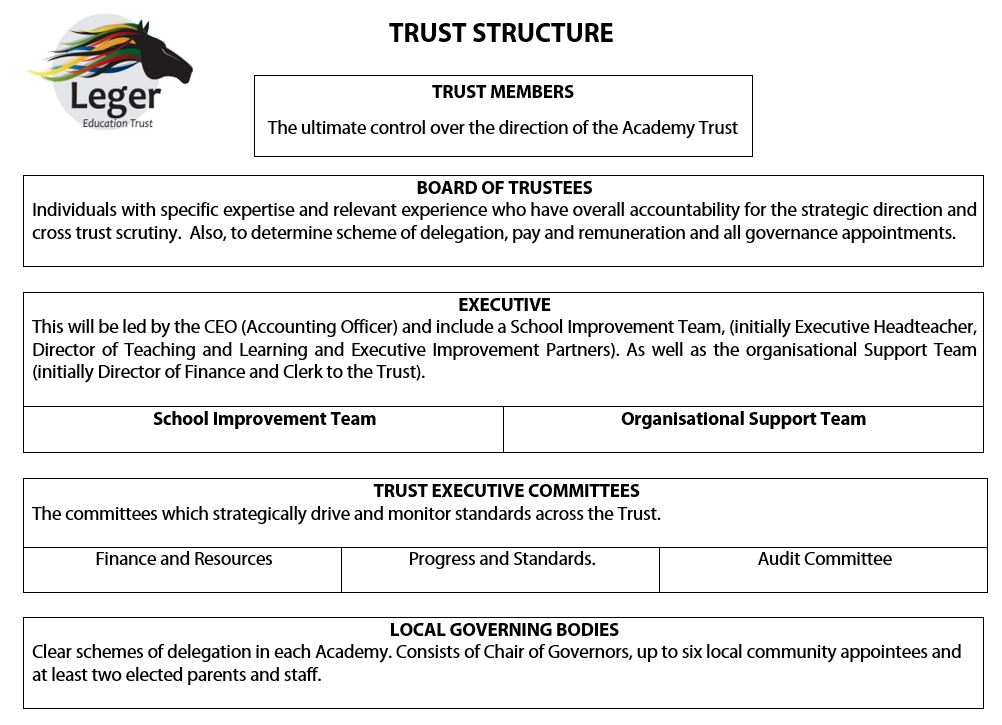 TRUST STRUCTURE
Leger
Education Trust
TRUST MEMBERS
The ultimate control over the direction of the Academy Trust
BOARD OF TRUSTEES
Individuals with specific expertise and relevant experience who have overall accountability for the strategic direction and
cross trust scrutiny. Also, to determine scheme of delegation, pay and remuneration and all governance appointments.
EXECUTIVE
This will be led by the CEO (Accounting Officer) and include a School Improvement Team, (initially Executive Headteacher,
Director of Teaching and Learning and Executive Improvement Partners). As well as the organisational Support Team
(initially Director of Finance and Clerk to the Trust).
School Improvement Team
Organisational Support Team
TRUST EXECUTIVE COMMITTEES
The committees which strategically drive and monitor standards across the Trust.
Finance and Resources
Progress and Standards.
Audit Committee
LOCAL GOVERNING BODIES
Clear schemes of delegation in each Academy. Consists of Chair of Governors, up to six local community appointees and
at least two elected parents and staff.